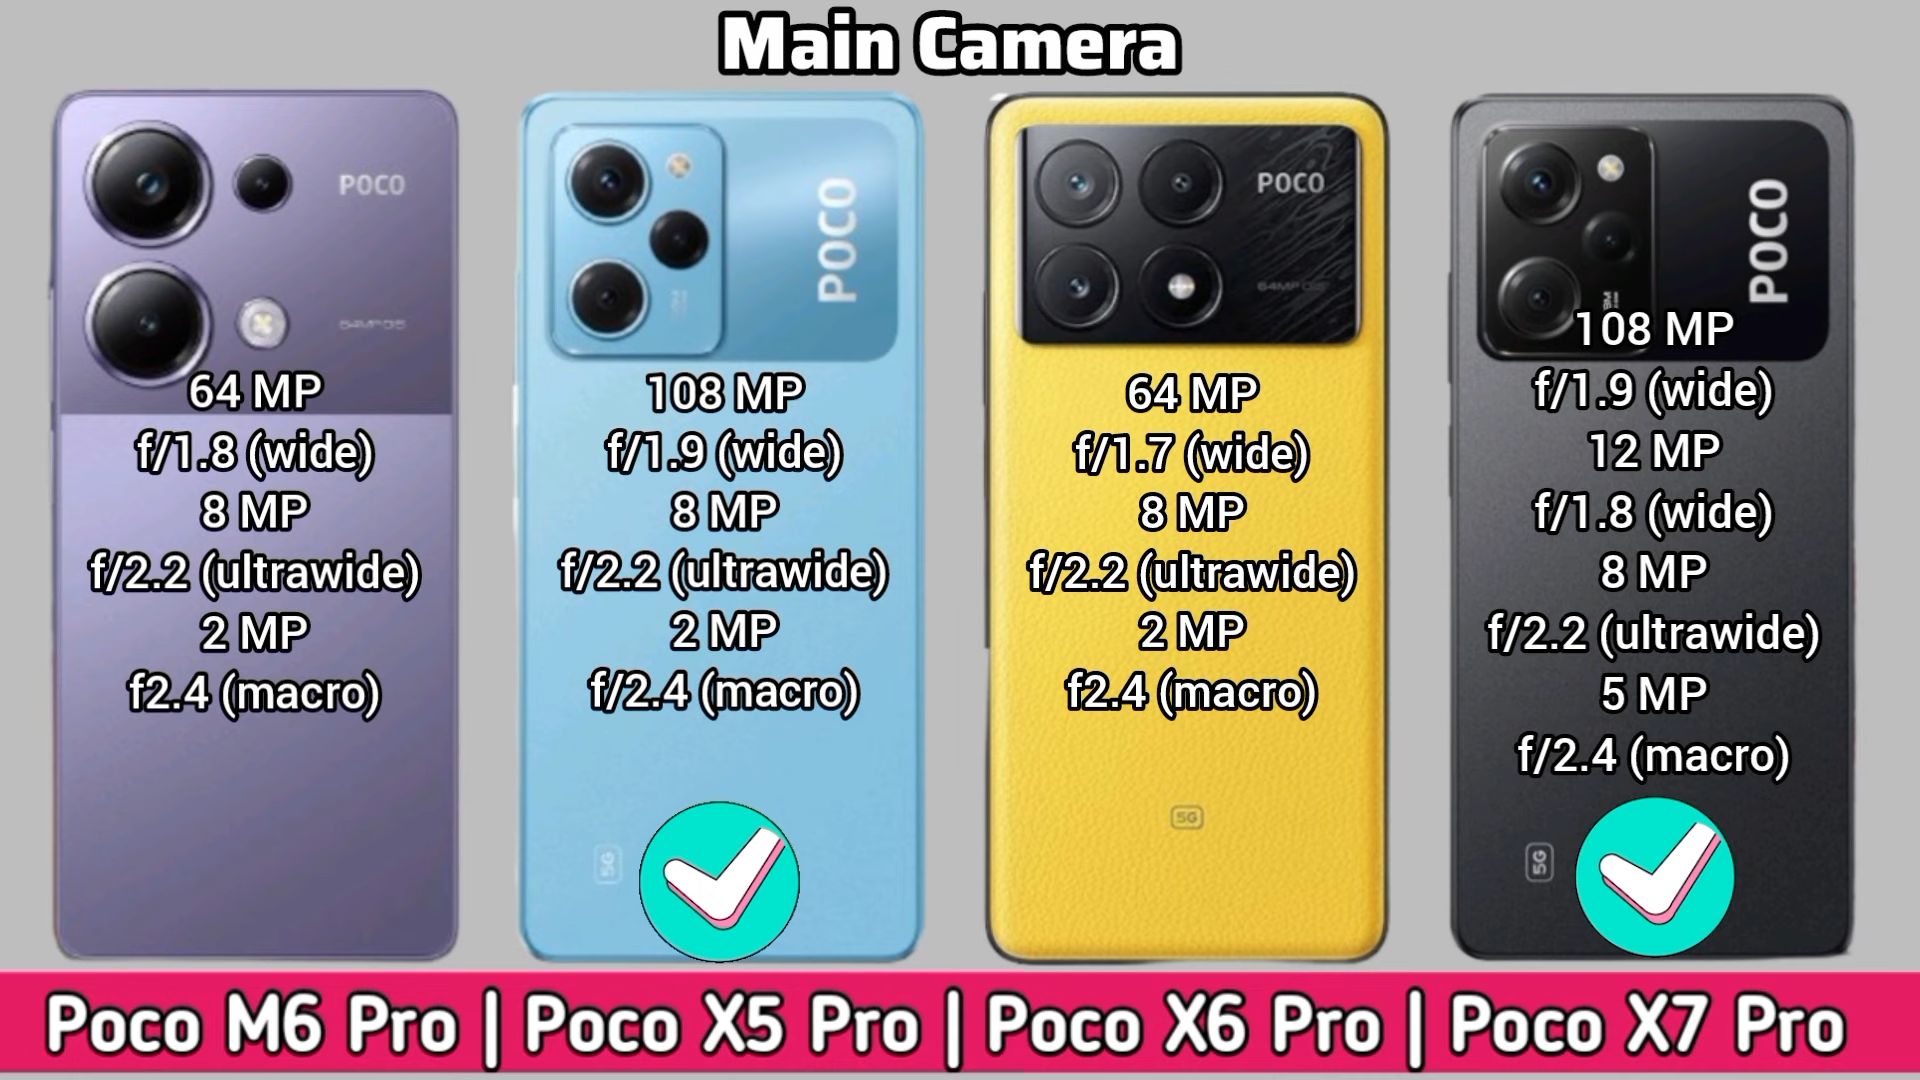 Main Camera
POCO
64MP OIS
64 MP
f/1.8 (wide)
8 MP
f/2.2 (ultrawide)
2 MP
f2.4 (macro)
POCO
108 MP
f/1.9 (wide)
8 MP
f/2.2 (ultrawide)
2 MP
f/2.4 (macro)
5G
POCO
64MP OIS
64 MP
f/1.7 (wide)
8 MP
f/2.2 (ultrawide)
2 MP
f2.4 (macro)
5G
POCO
108 MP
f/1.9 (wide)
12 MP
f/1.8 (wide)
8 MP
f/2.2 (ultrawide)
5 MP
f/2.4 (macro)
5G
Poco M6 Pro | Poco X5 Pro | Poco X6 Pro | Poco X7 Pro